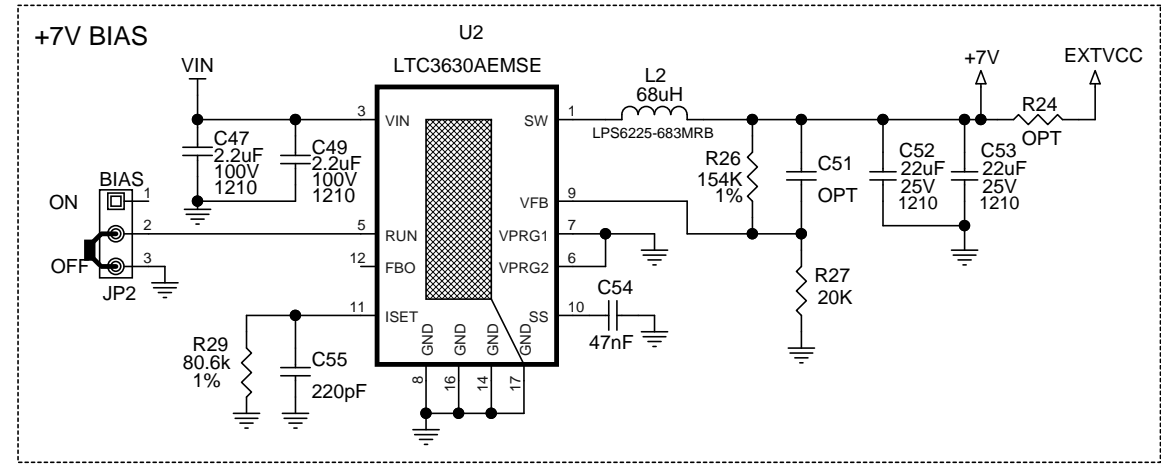 +7V BIAS
U2
LTC3630AEMSE
VIN
+7V
EXTVCC
L2
68uH
LPS6225-683MRB
R24
OPT
3
VIN
SW
1
C47
2.2uF
100V
1210
C49
2.2uF
100V
1210
R26
154K
1%
C51
OPT
C52
22uF
25V
1210
C53
22uF
25V
1210
BIAS
ON
1
2
OFF
3
JP2
5
RUN
12
FBO
11
ISET
VFB
9
VPRG1
7
VPRG2
6
SS
10
C54
47nF
R27
20K
R29
80.6k
1%
C55
220pF
GND
GND
GND
GND
8
16
14
17